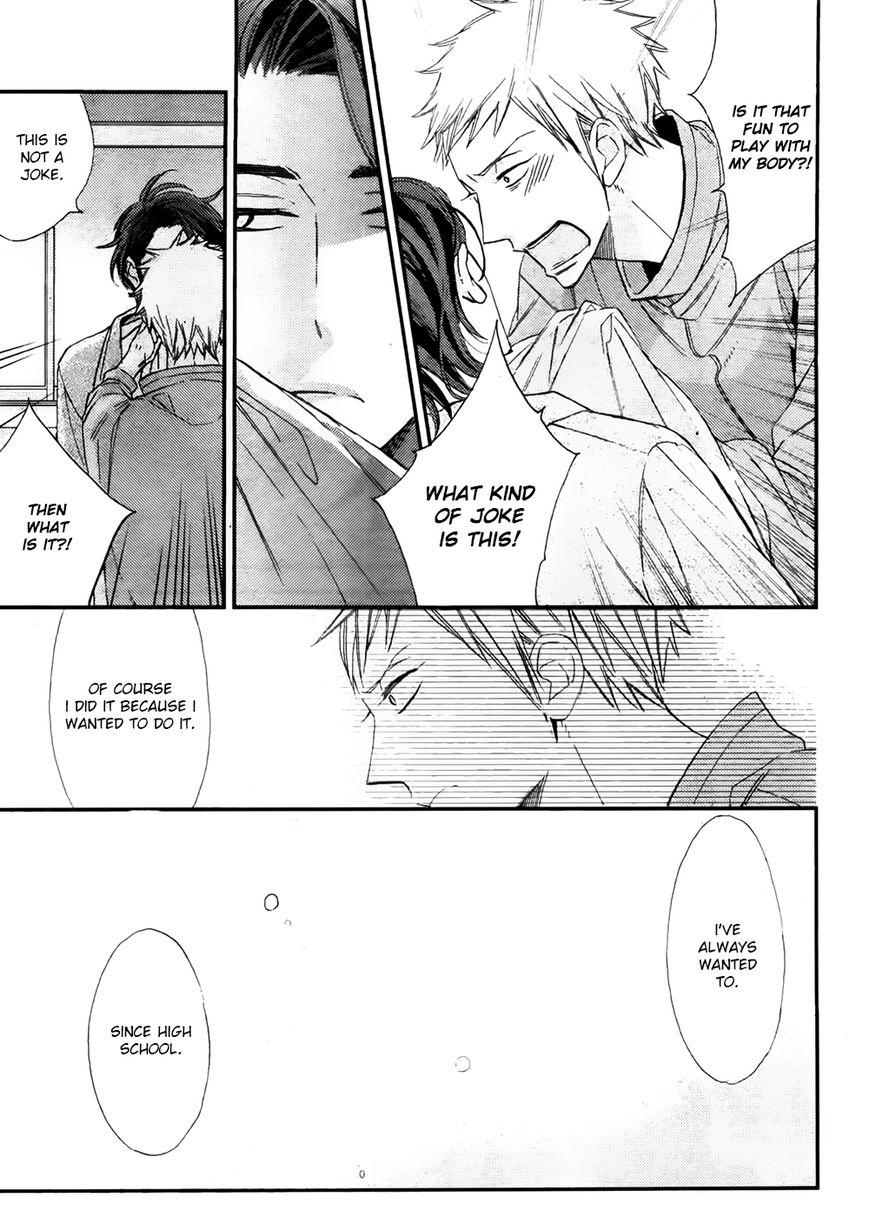 IS IT THAT
FUN TO
PLAY WITH
MY BODY?!
WHAT KIND
OF JOKE
IS THIS!
THIS IS
NOT A
JOKE.
THEN
WHAT
IS IT?!
OF COURSE
I DID IT BECAUSE I
WANTED TO DO IT.
I'VE
ALWAYS
WANTED
TO.
SINCE HIGH
SCHOOL.